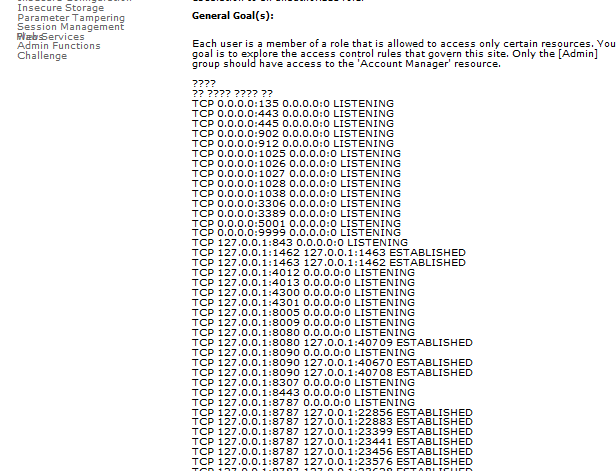 Insecure Storage
Parameter Tampering
Session Management
Web Services
Admin Functions
Challenge
General Goal(s):
Each user is a member of a role that is allowed to access only certain resources. You
goal is to explore the access control rules that govern this site. Only the [Admin]
group should have access to the 'Account Manager' resource.
????
?? ???? ???? ??
TCP 0.0.0.0:135 0.0.0.0:0 LISTENING
TCP 0.0.0.0:443 0.0.0.0:0 LISTENING
TCP 0.0.0.0:445 0.0.0.0:0 LISTENING
TCP 0.0.0.0:902 0.0.0.0:0 LISTENING
TCP 0.0.0.0:912 0.0.0.0:0 LISTENING
TCP 0.0.0.0:1025 0.0.0.0:0 LISTENING
TCP 0.0.0.0:1026 0.0.0.0:0 LISTENING
TCP 0.0.0.0:1027 0.0.0.0:0 LISTENING
TCP 0.0.0.0:1028 0.0.0.0:0 LISTENING
TCP 0.0.0.0:1038 0.0.0.0:0 LISTENING
TCP 0.0.0.0:3306 0.0.0.0:0 LISTENING
TCP 0.0.0.0:3389 0.0.0.0:0 LISTENING
TCP 0.0.0.0:5001 0.0.0.0:0 LISTENING
TCP 0.0.0.0:9999 0.0.0.0:0 LISTENING
TCP 127.0.0.1:843 0.0.0.0:0 LISTENING
TCP 127.0.0.1:1462 127.0.0.1:1463 ESTABLISHED
TCP 127.0.0.1:1463 127.0.0.1:1462 ESTABLISHED
TCP 127.0.0.1:4012 0.0.0.0:0 LISTENING
TCP 127.0.0.1:4013 0.0.0.0:0 LISTENING
TCP 127.0.0.1:4300 0.0.0.0:0 LISTENING
TCP 127.0.0.1:4301 0.0.0.0:0 LISTENING
TCP 127.0.0.1:8005 0.0.0.0:0 LISTENING
TCP 127.0.0.1:8009 0.0.0.0:0 LISTENING
TCP 127.0.0.1:8080 0.0.0.0:0 LISTENING
TCP 127.0.0.1:8080 127.0.0.1:40709 ESTABLISHED
TCP 127.0.0.1:8090 0.0.0.0:0 LISTENING
TCP 127.0.0.1:8090 127.0.0.1:40670 ESTABLISHED
TCP 127.0.0.1:8090 127.0.0.1:40708 ESTABLISHED
TCP 127.0.0.1:8307 0.0.0.0:0 LISTENING
TCP 127.0.0.1:8443 0.0.0.0:0 LISTENING
TCP 127.0.0.1:8787 0.0.0.0:0 LISTENING
TCP 127.0.0.1:8787 127.0.0.1:22856 ESTABLISHED
TCP 127.0.0.1:8787 127.0.0.1:22883 ESTABLISHED
TCP 127.0.0.1:8787 127.0.0.1:23399 ESTABLISHED
TCP 127.0.0.1:8787 127.0.0.1:23441 ESTABLISHED
TCP 127.0.0.1:8787 127.0.0.1:23456 ESTABLISHED
TCP 127.0.0.1:8787 127.0.0.1:23576 ESTABLISHED